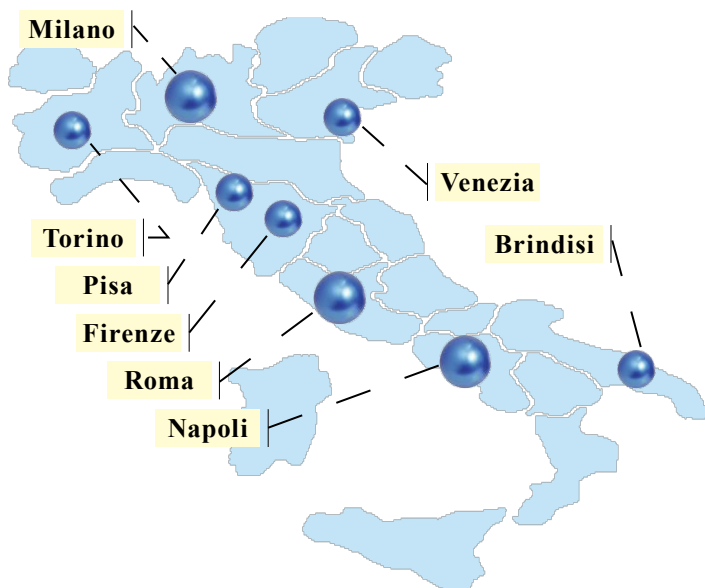 Milano
Venezia
Torino
Brindisi
Pisa
Firenze
Roma
Napoli